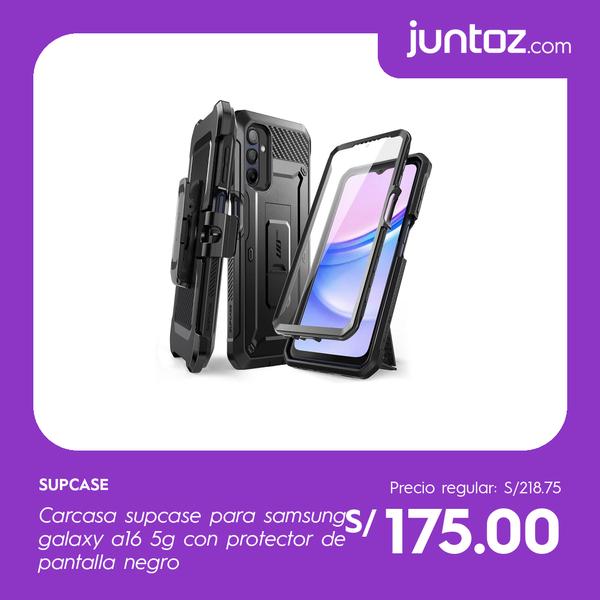 juntoz.com
SUPCASE
Carcasa supcase para samsung
galaxy a16 5g con protector de
pantalla negro
Precio regular: S/218.75
S/ 175.00